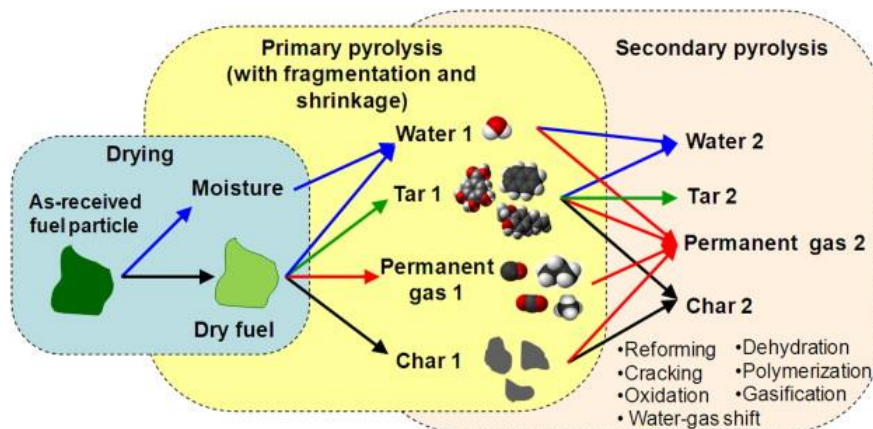 Primary pyrolysis
(with fragmentation and
shrinkage)
Secondary pyrolysis
Drying
As-received
fuel particle
Moisture
Dry fuel
Water 1
Tar 1
Permanent
gas 1
Char 1
Water 2
Tar 2
Permanent gas 2
Char 2
•Reforming •Dehydration
•Cracking •Polymerization
•Oxidation •Gasification
•Water-gas shift